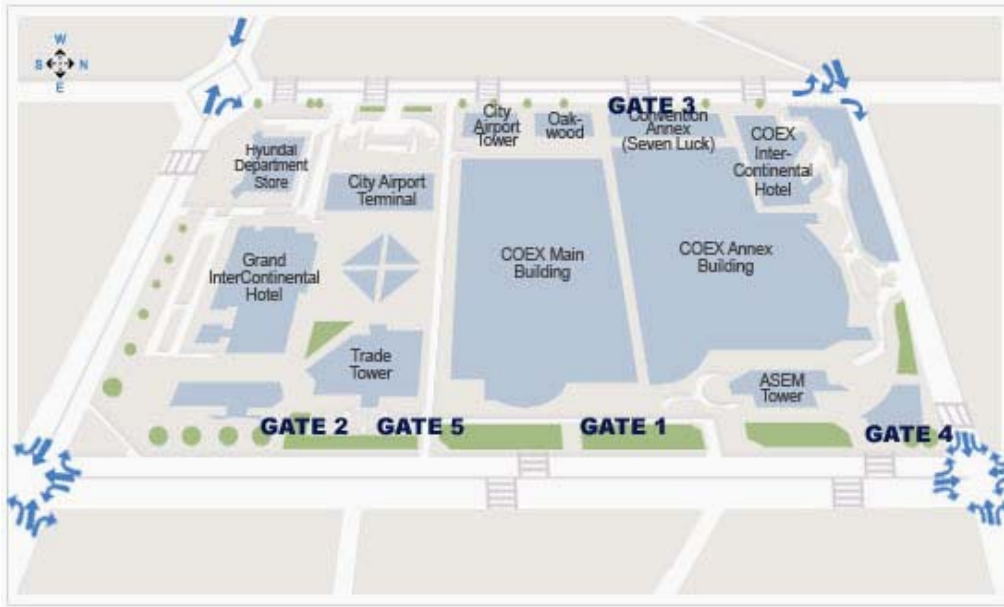 W
S N
E
GATE 3
City
Airport
Tower
Oak-
wood
Convention
Annex
(Seven Luck)
COEX
Inter-
Continental
Hotel
Hyundai
Department
Store
City Airport
Terminal
Grand
InterContinental
Hotel
COEX Main
Building
COEX Annex
Building
Trade
Tower
ASEM
Tower
GATE 2
GATE 5
GATE 1
GATE 4